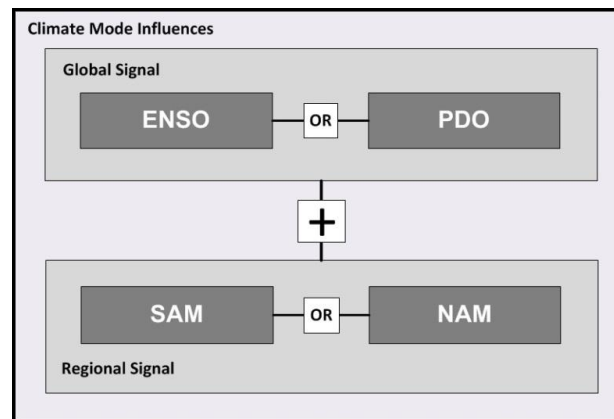 Climate Mode Influences
Global Signal
ENSO OR PDO
+
SAM OR NAM
Regional Signal